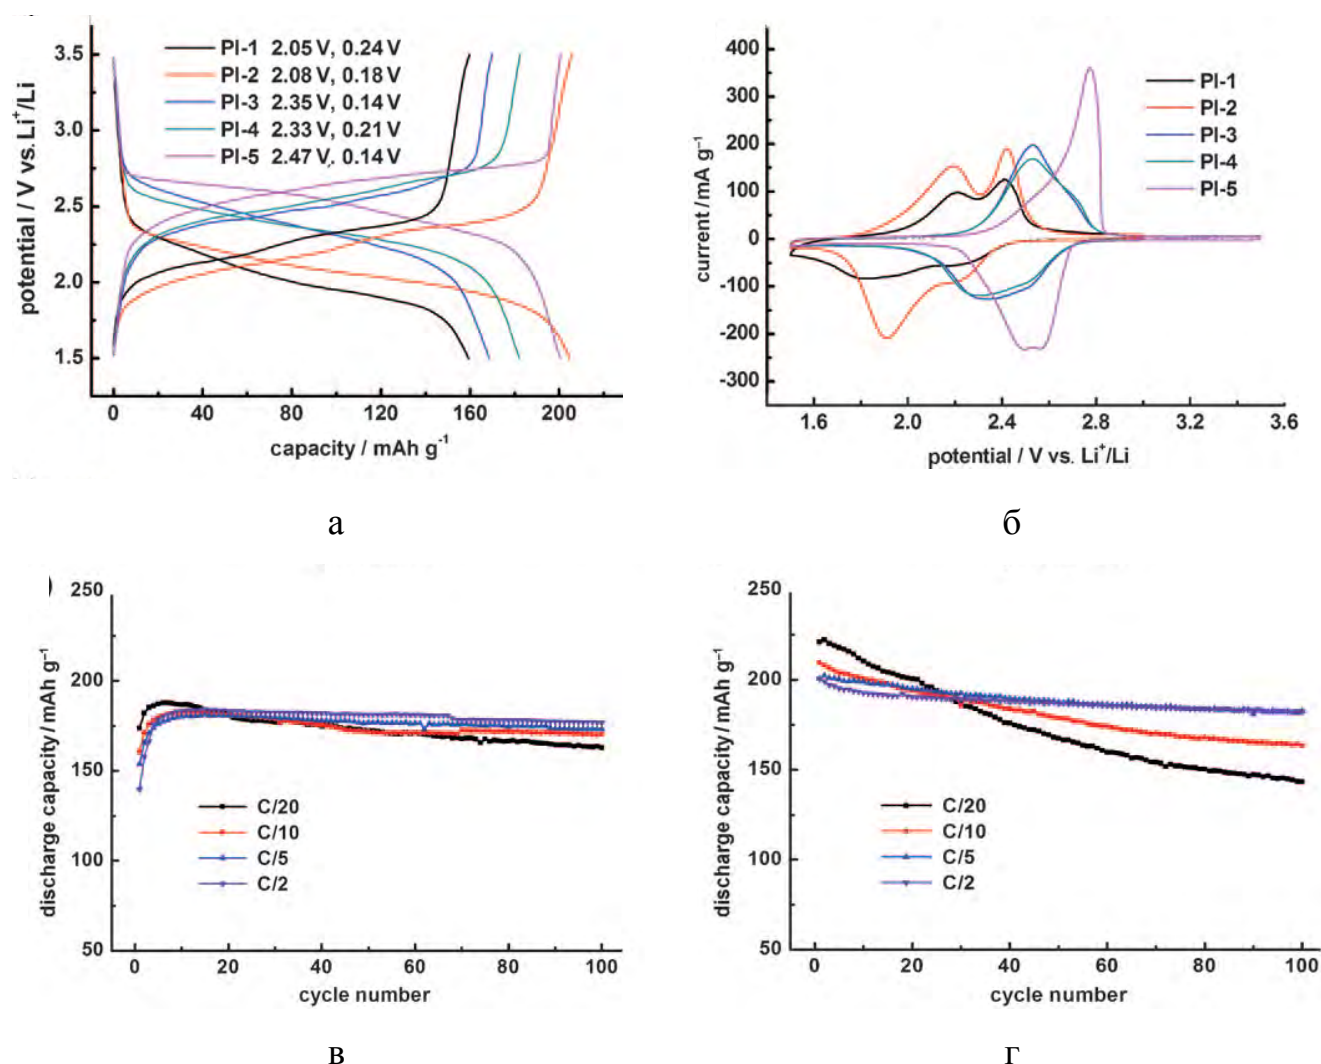 3.5
3.0
2.5
2.0
1.5
potential / V vs. Li⁺/Li
PI-1 2.05 V, 0.24 V
PI-2 2.08 V, 0.18 V
PI-3 2.35 V, 0.14 V
PI-4 2.33 V, 0.21 V
PI-5 2.47 V, 0.14 V
0 40 80 120 160 200
capacity / mAh g⁻¹
а
400
300
200
100
0
-100
-200
-300
current / mA g⁻¹
PI-1
PI-2
PI-3
PI-4
PI-5
1.6 2.0 2.4 2.8 3.2 3.6
potential / V vs. Li⁺/Li
б
)
250
200
150
100
50
discharge capacity / mAh g⁻¹
C/20
C/10
C/5
C/2
0 20 40 60 80 100
cycle number
в
250
200
150
100
50
discharge capacity / mAh g⁻¹
C/20
C/10
C/5
C/2
0 20 40 60 80 100
cycle number
г